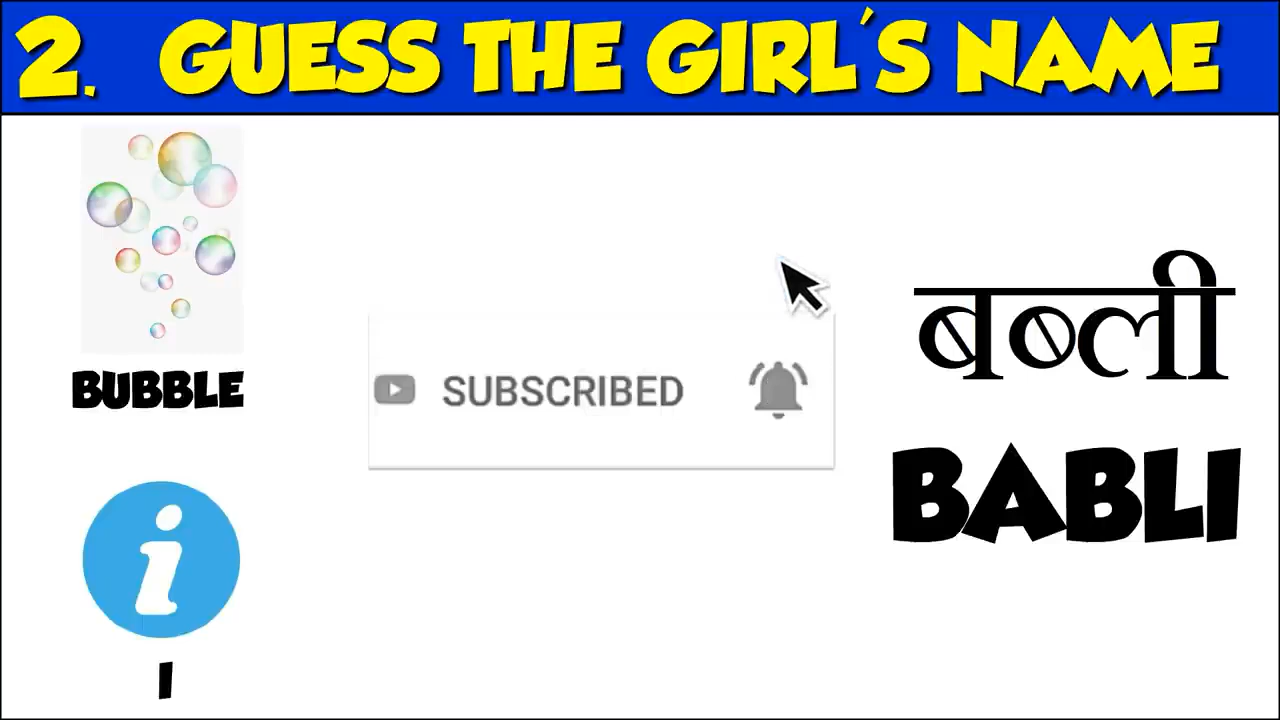 2. GUESS THE GIRL'S NAME
BUBBLE
i
I
SUBSCRIBED
बब्ली
BABLI